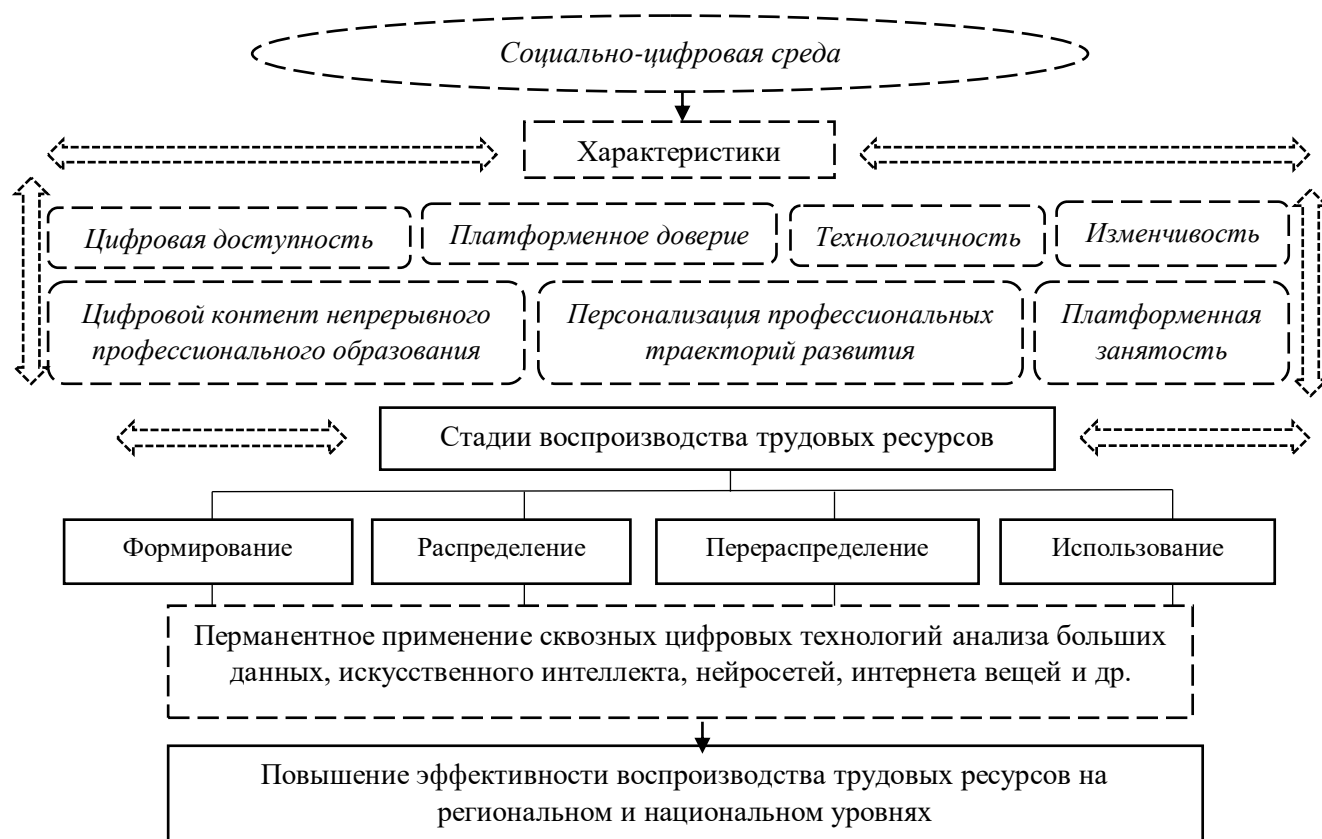 Социально-цифровая среда
Характеристики
Цифровая доступность
Платформенное доверие
Технологичность
Изменчивость
Цифровой контент непрерывного
профессионального образования
Персонализация профессиональных
траекторий развития
Платформенная
занятость
Стадии воспроизводства трудовых ресурсов
Формирование
Распределение
Перераспределение
Использование
Перманентное применение сквозных цифровых технологий анализа больших
данных, искусственного интеллекта, нейросетей, интернета вещей и др.
Повышение эффективности воспроизводства трудовых ресурсов на
региональном и национальном уровнях